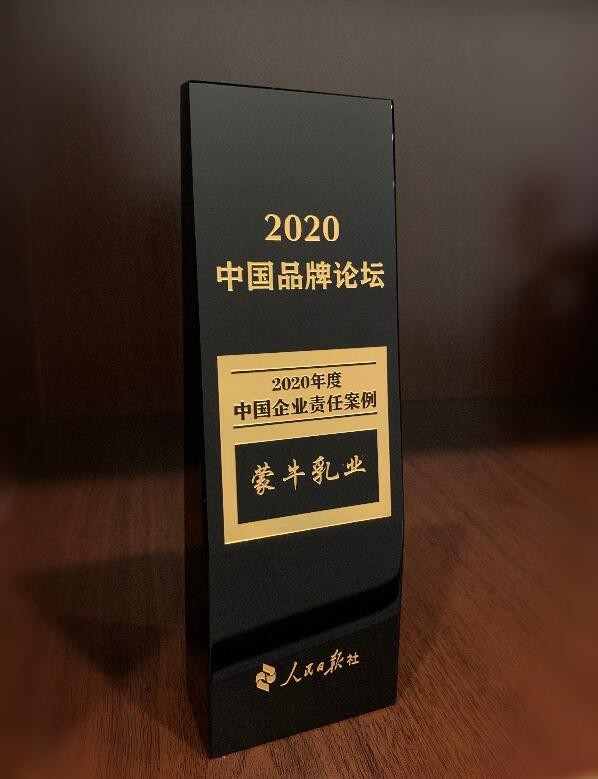 2020
中国品牌论坛
2020年度
中国企业责任案例
蒙牛乳业
人民日报社